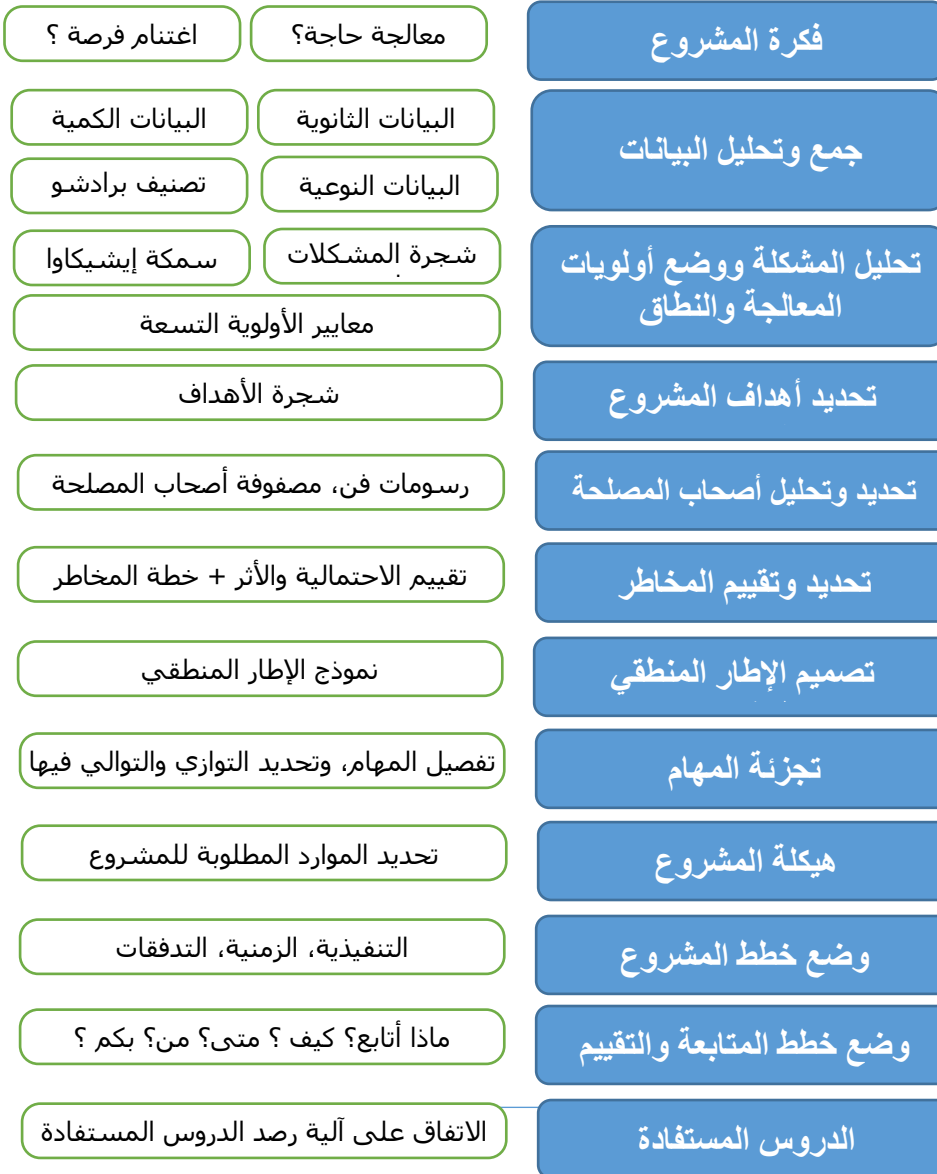 فكرة المشروع
معالجة حاجة؟
اغتنام فرصة ؟
جمع وتحليل البيانات
البيانات الثانوية
البيانات الكمية
البيانات النوعية
تصنيف برادشو
تحليل المشكلة ووضع أولويات
المعالجة والنطاق
شجرة المشكلات
سمكة إيشيكاوا
معايير الأولوية التسعة
تحديد أهداف المشروع
شجرة الأهداف
تحديد وتحليل أصحاب المصلحة
رسومات فن، مصفوفة أصحاب المصلحة
تحديد وتقييم المخاطر
تقييم الاحتمالية والأثر + خطة المخاطر
تصميم الإطار المنطقي
نموذج الإطار المنطقي
تجزئة المهام
تفصيل المهام، وتحديد التوازي والتوالي فيها
هيكلة المشروع
تحديد الموارد المطلوبة للمشروع
وضع خطط المشروع
التنفيذية، الزمنية، التدفقات
وضع خطط المتابعة والتقييم
ماذا أتابع؟ كيف ؟ متى؟ من؟ بكم ؟
الدروس المستفادة
الاتفاق على آلية رصد الدروس المستفادة